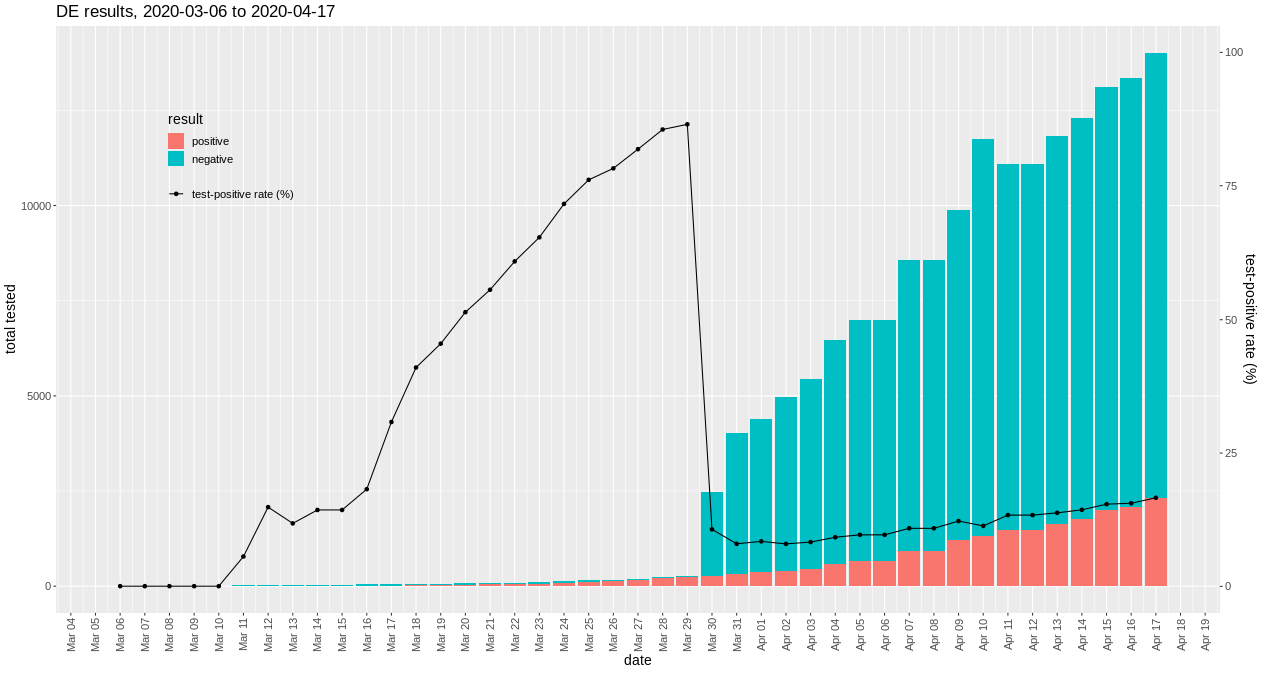 DE results, 2020-03-06 to 2020-04-17
result
positive
negative
test-positive rate (%)
total tested
10000
5000
0
100
75
50
25
0
test-positive rate (%)
Mar 04
Mar 05
Mar 06
Mar 07
Mar 08
Mar 09
Mar 10
Mar 11
Mar 12
Mar 13
Mar 14
Mar 15
Mar 16
Mar 17
Mar 18
Mar 19
Mar 20
Mar 21
Mar 22
Mar 23
Mar 24
Mar 25
Mar 26
Mar 27
Mar 28
Mar 29
Mar 30
Mar 31
Apr 01
Apr 02
Apr 03
Apr 04
Apr 05
Apr 06
Apr 07
Apr 08
Apr 09
Apr 10
Apr 11
Apr 12
Apr 13
Apr 14
Apr 15
Apr 16
Apr 17
Apr 18
Apr 19
date